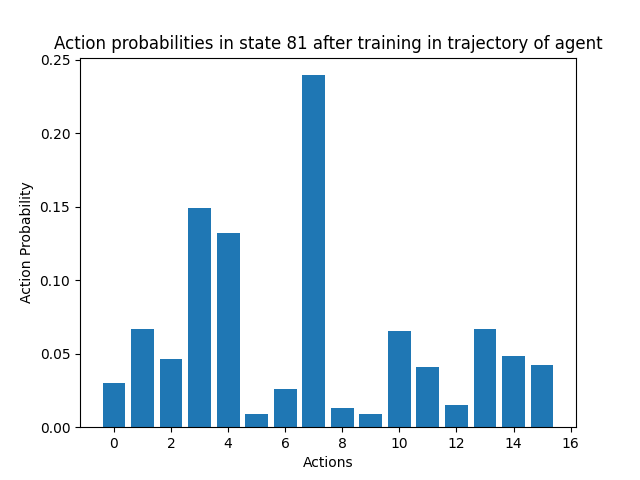 Action probabilities in state 81 after training in trajectory of agent
0.25
0.20
0.15
0.10
0.05
0.00
Action Probability
0 2 4 6 8 10 12 14 16
Actions